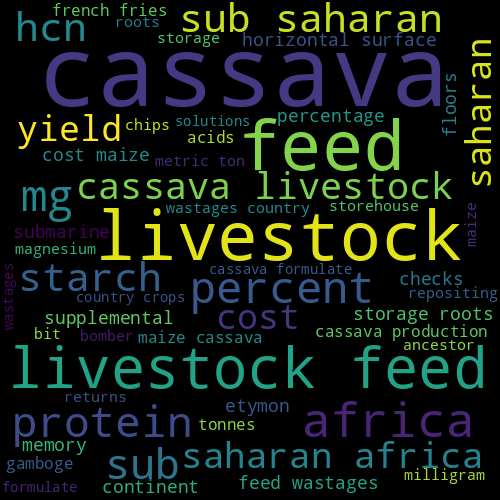 french fries
sub saharan
hcn
roots
storage
horizontal surface
cassava
saharan
floors
yield
chips
solutions
percentage
acids
feed
cost maize
metric ton
cassava livestock
mg
wastages country
storehouse
maize
submarine
livestock
magnesium
starch
cassava formulate
percent
checks
country crops
repositing
wastages
supplemental
cost
storage roots
bit
bomber
maize cassava
cassava production
ancestor
livestock feed
returns
protein
etymon
africa
tonnes
memory
sub
saharan africa
gamboge
milligram
formulate
continent
feed wastages